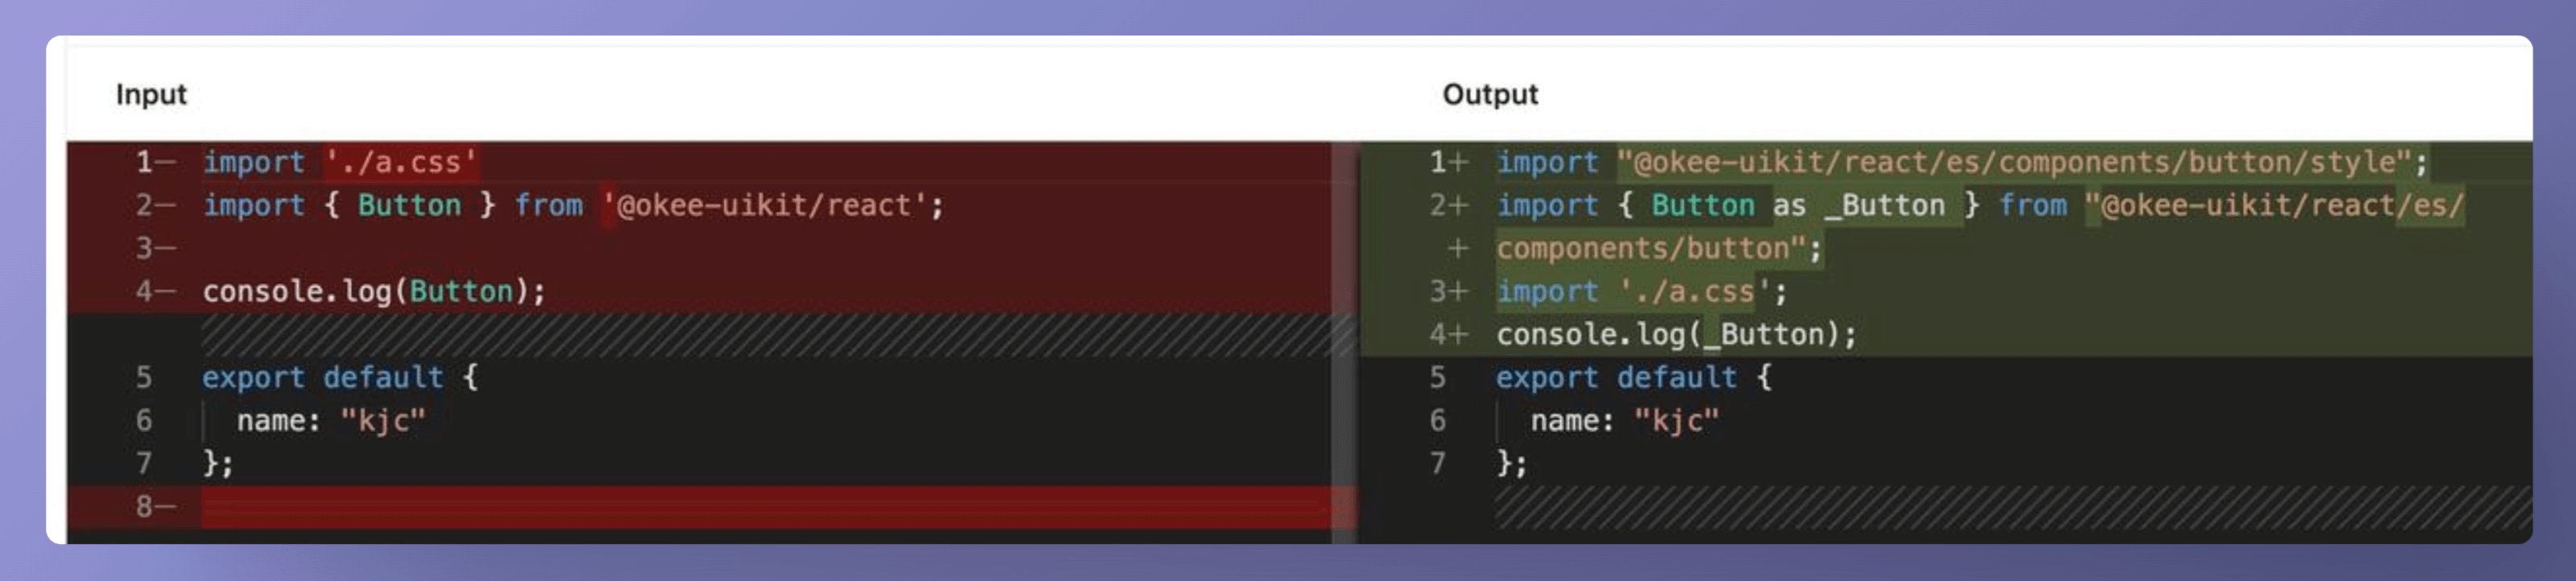 Input
1— import './a.css'
2— import { Button } from '@okee-uikit/react';
3—
4— console.log(Button);
5 export default {
6 name: "kjc"
7 };
8—
Output
1+ import "@okee-uikit/react/es/components/button/style";
2+ import { Button as _Button } from "@okee-uikit/react/es/
+ components/button";
3+ import './a.css';
4+ console.log(_Button);
5 export default {
6 name: "kjc"
7 };